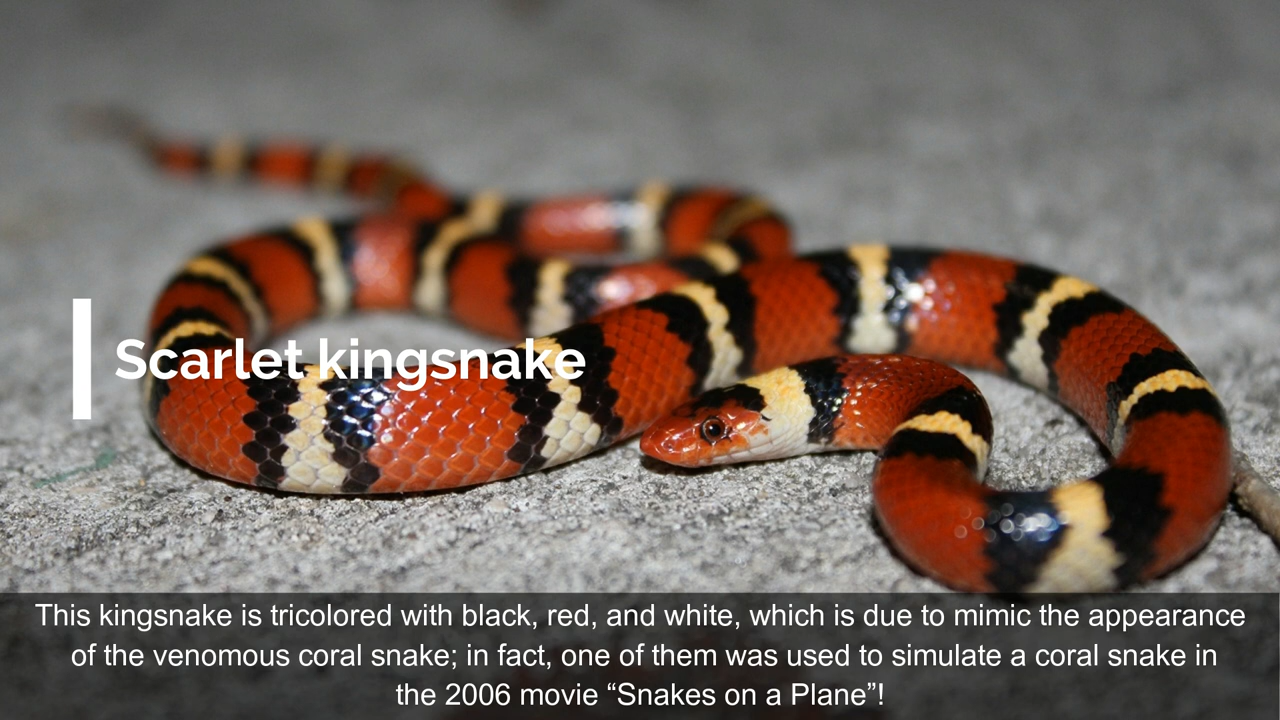 Scarlet kingsnake
This kingsnake is tricolored with black, red, and white, which is due to mimic the appearance
of the venomous coral snake; in fact, one of them was used to simulate a coral snake in
the 2006 movie “Snakes on a Plane”!